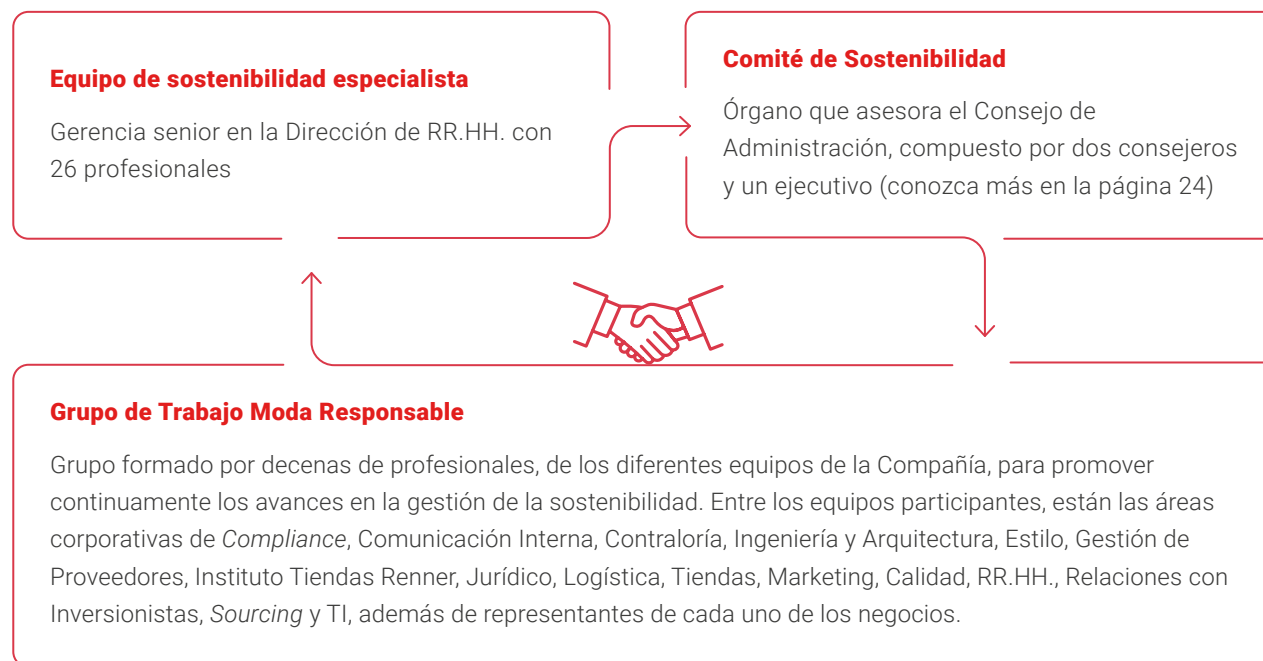 Equipo de sostenibilidad especialista
Gerencia senior en la Dirección de RR.HH. con
26 profesionales
Comité de Sostenibilidad
Órgano que asesora el Consejo de
Administración, compuesto por dos consejeros
y un ejecutivo (conozca más en la página 24)
Grupo de Trabajo Moda Responsable
Grupo formado por decenas de profesionales, de los diferentes equipos de la Compañía, para promover
continuamente los avances en la gestión de la sostenibilidad. Entre los equipos participantes, están las áreas
corporativas de Compliance, Comunicación Interna, Contraloría, Ingeniería y Arquitectura, Estilo, Gestión de
Proveedores, Instituto Tiendas Renner, Jurídico, Logística, Tiendas, Marketing, Calidad, RR.HH., Relaciones con
Inversionistas, Sourcing y TI, además de representantes de cada uno de los negocios.